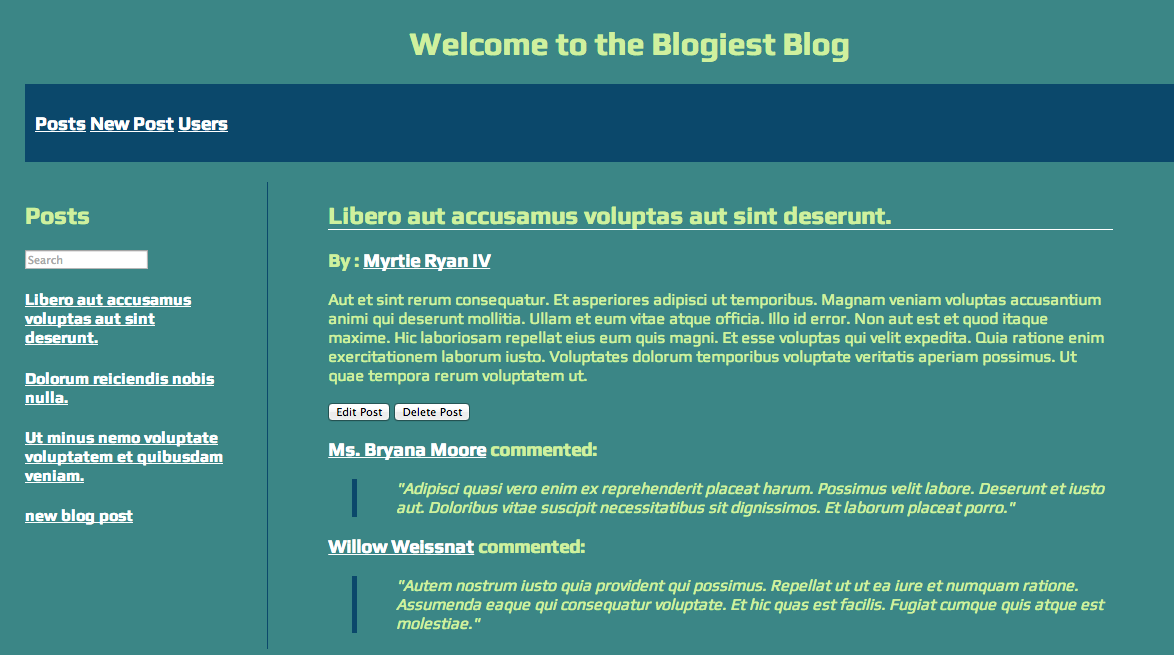 Welcome to the Blogiest Blog
Posts New Post Users
Posts
Search
Libero aut accusamus
voluptas aut sint
deserunt.
Dolorum reiciendis nobis
nulla.
Ut minus nemo voluptate
voluptatem et quibusdam
veniam.
new blog post
Libero aut accusamus voluptas aut sint deserunt.
By : Myrtle Ryan IV
Aut et sint rerum consequatur. Et asperiores adipisci ut temporibus. Magnam veniam voluptas accusantium
animi qui deserunt mollitia. Ullam et eum vitae atque officia. Illo id error. Non aut est et quod itaque
maxime. Hic laboriosam repellat eius eum quis magni. Et esse voluptas qui velit expedita. Quia ratione enim
exercitationem laborum iusto. Voluptates dolorum temporibus voluptate veritatis aperiam possimus. Ut
quae tempora rerum voluptatem ut.
Edit Post Delete Post
Ms. Bryana Moore commented:
"Adipisci quasi vero enim ex reprehenderit placeat harum. Possimus velit labore. Deserunt et iusto
aut. Doloribus vitae suscipit necessitatibus sit dignissimos. Et laborum placeat porro."
Willow Weissnat commented:
"Autem nostrum iusto quia provident qui possimus. Repellat ut ut ea iure et numquam ratione.
Assumenda eaque qui consequatur voluptate. Et hic quas est facilis. Fugiat cumque quis atque est
molestiae."